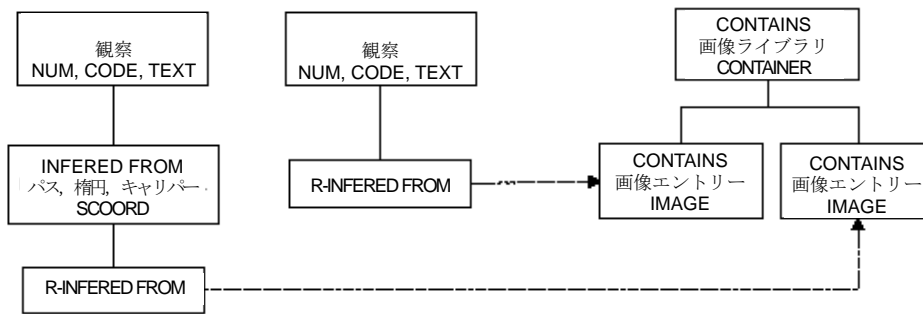 観察
NUM, CODE, TEXT
INFERED FROM
パス, 楕円, キャリパー
SCOORD
R-INFERED FROM
観察
NUM, CODE, TEXT
R-INFERED FROM
CONTAINS
画像ライブラリ
CONTAINER
CONTAINS
画像エントリー
IMAGE
CONTAINS
画像エントリー
IMAGE